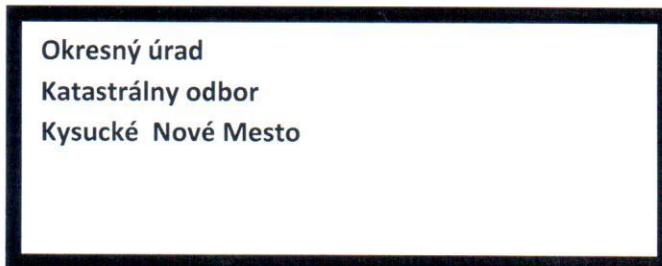 Okresný úrad
Katastrálny odbor
Kysucké  Nové Mesto